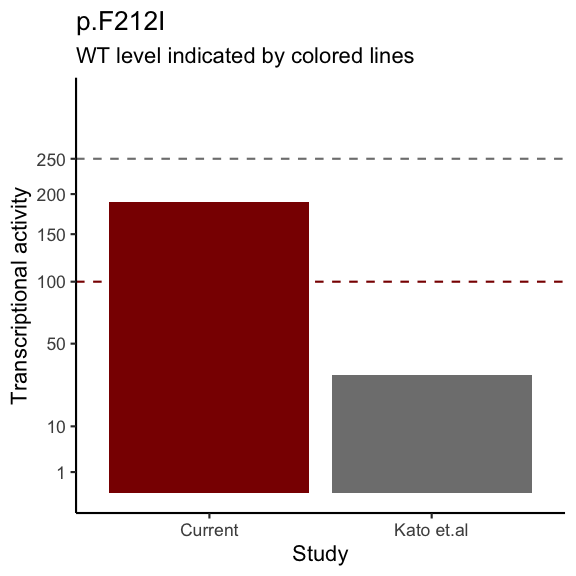 p.F212I
WT level indicated by colored lines
Transcriptional activity
250
200
150
100
50
10
1
Current
Kato et.al
Study